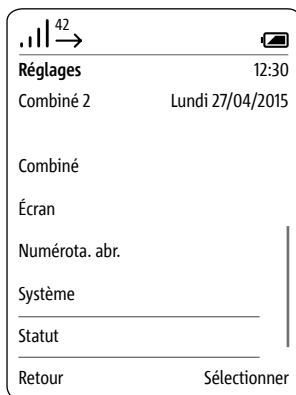 42
Réglages 12:30
Combiné 2 Lundi 27/04/2015
Combiné
Écran
Numérota. abr.
Système
Statut
Retour Sélectionner